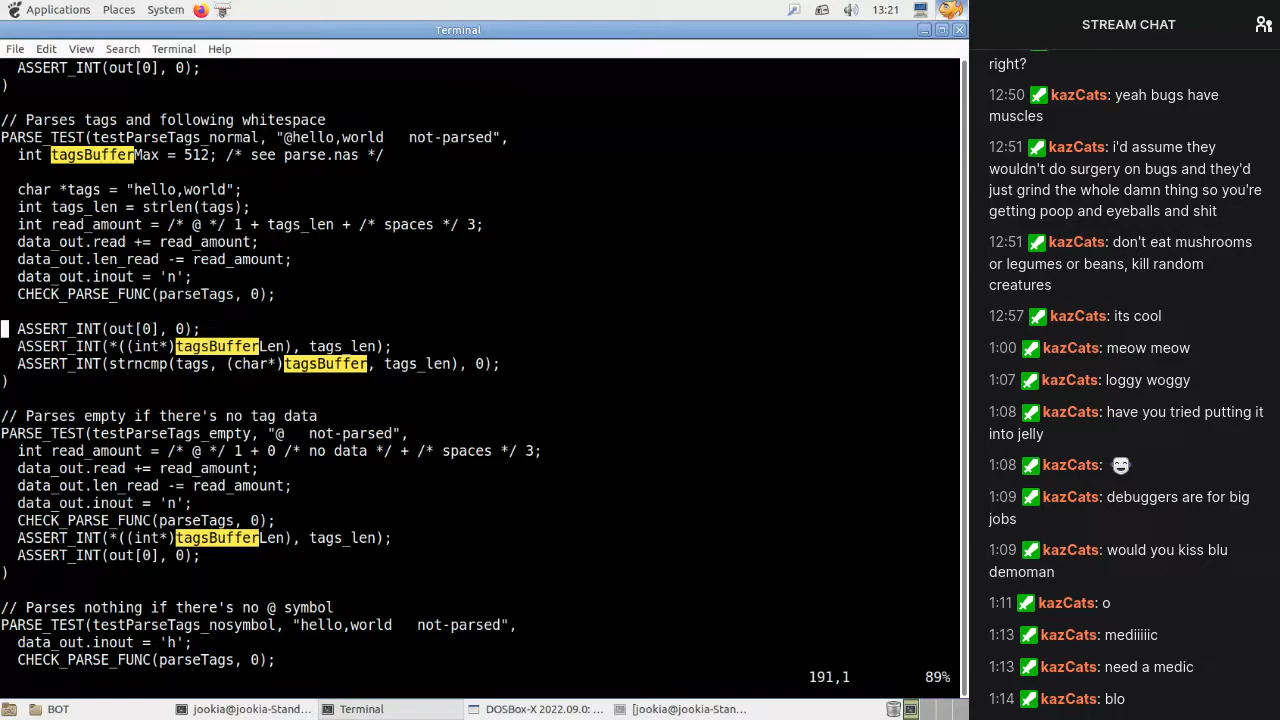 Applications Places System 13:21
Terminal
File Edit View Search Terminal Help
ASSERT_INT(out[0], 0);
)
// Parses tags and following whitespace
PARSE_TEST(testParseTags_normal, "@hello,world   not-parsed",
int tagsBufferMax = 512; /* see parse.nas */
char *tags = "hello,world";
int tags_len = strlen(tags);
int read_amount = /* @ */ 1 + tags_len + /* spaces */ 3;
data_out.read += read_amount;
data_out.len_read -= read_amount;
data_out.inout = 'n';
CHECK_PARSE_FUNC(parseTags, 0);
ASSERT_INT(out[0], 0);
ASSERT_INT(*((int*)tagsBufferLen), tags_len);
ASSERT_INT(strncmp(tags, (char*)tagsBuffer, tags_len), 0);
)
// Parses empty if there's no tag data
PARSE_TEST(testParseTags_empty, "@   not-parsed",
int read_amount = /* @ */ 1 + 0 /* no data */ + /* spaces */ 3;
data_out.read += read_amount;
data_out.len_read -= read_amount;
data_out.inout = 'n';
CHECK_PARSE_FUNC(parseTags, 0);
ASSERT_INT(*((int*)tagsBufferLen), tags_len);
ASSERT_INT(out[0], 0);
)
// Parses nothing if there's no @ symbol
PARSE_TEST(testParseTags_nosymbol, "hello,world   not-parsed",
data_out.inout = 'h';
CHECK_PARSE_FUNC(parseTags, 0);
191,1 89%
BOT jookia@jookia-Stand... Terminal DOSBox-X 2022.09.0: ... [jookia@jookia-Stan...
STREAM CHAT
right?
12:50 kazCats: yeah bugs have
muscles
12:51 kazCats: i'd assume they
wouldn't do surgery on bugs and they'd
just grind the whole damn thing so you're
getting poop and eyeballs and shit
12:51 kazCats: don't eat mushrooms
or legumes or beans, kill random
creatures
12:57 kazCats: its cool
1:00 kazCats: meow meow
1:07 kazCats: loggy woggy
1:08 kazCats: have you tried putting it
into jelly
1:08 kazCats:
1:09 kazCats: debuggers are for big
jobs
1:09 kazCats: would you kiss blu
demoman
1:11 kazCats: o
1:13 kazCats: mediiiiic
1:13 kazCats: need a medic
1:14 kazCats: blo